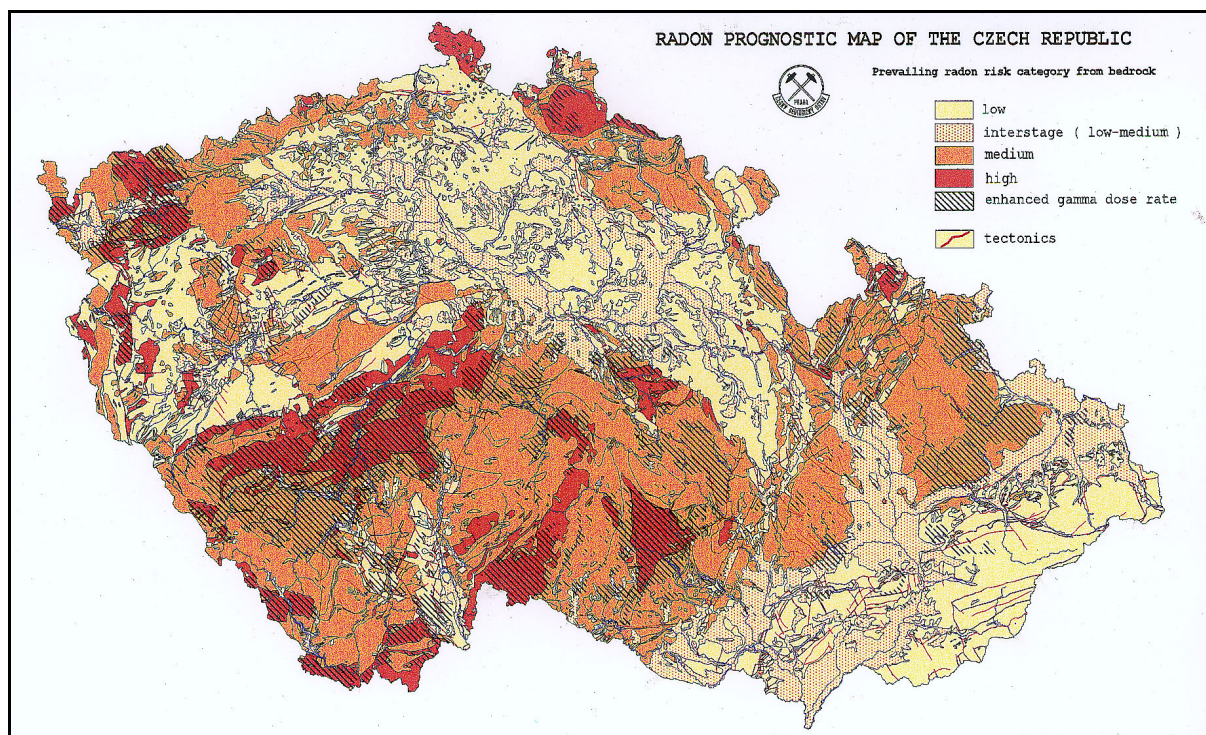 RADON PROGNOSTIC MAP OF THE CZECH REPUBLIC
Prevailing radon risk category from bedrock
PRAHA
low
interstage ( low-medium )
medium
high
enhanced gamma dose rate
tectonics